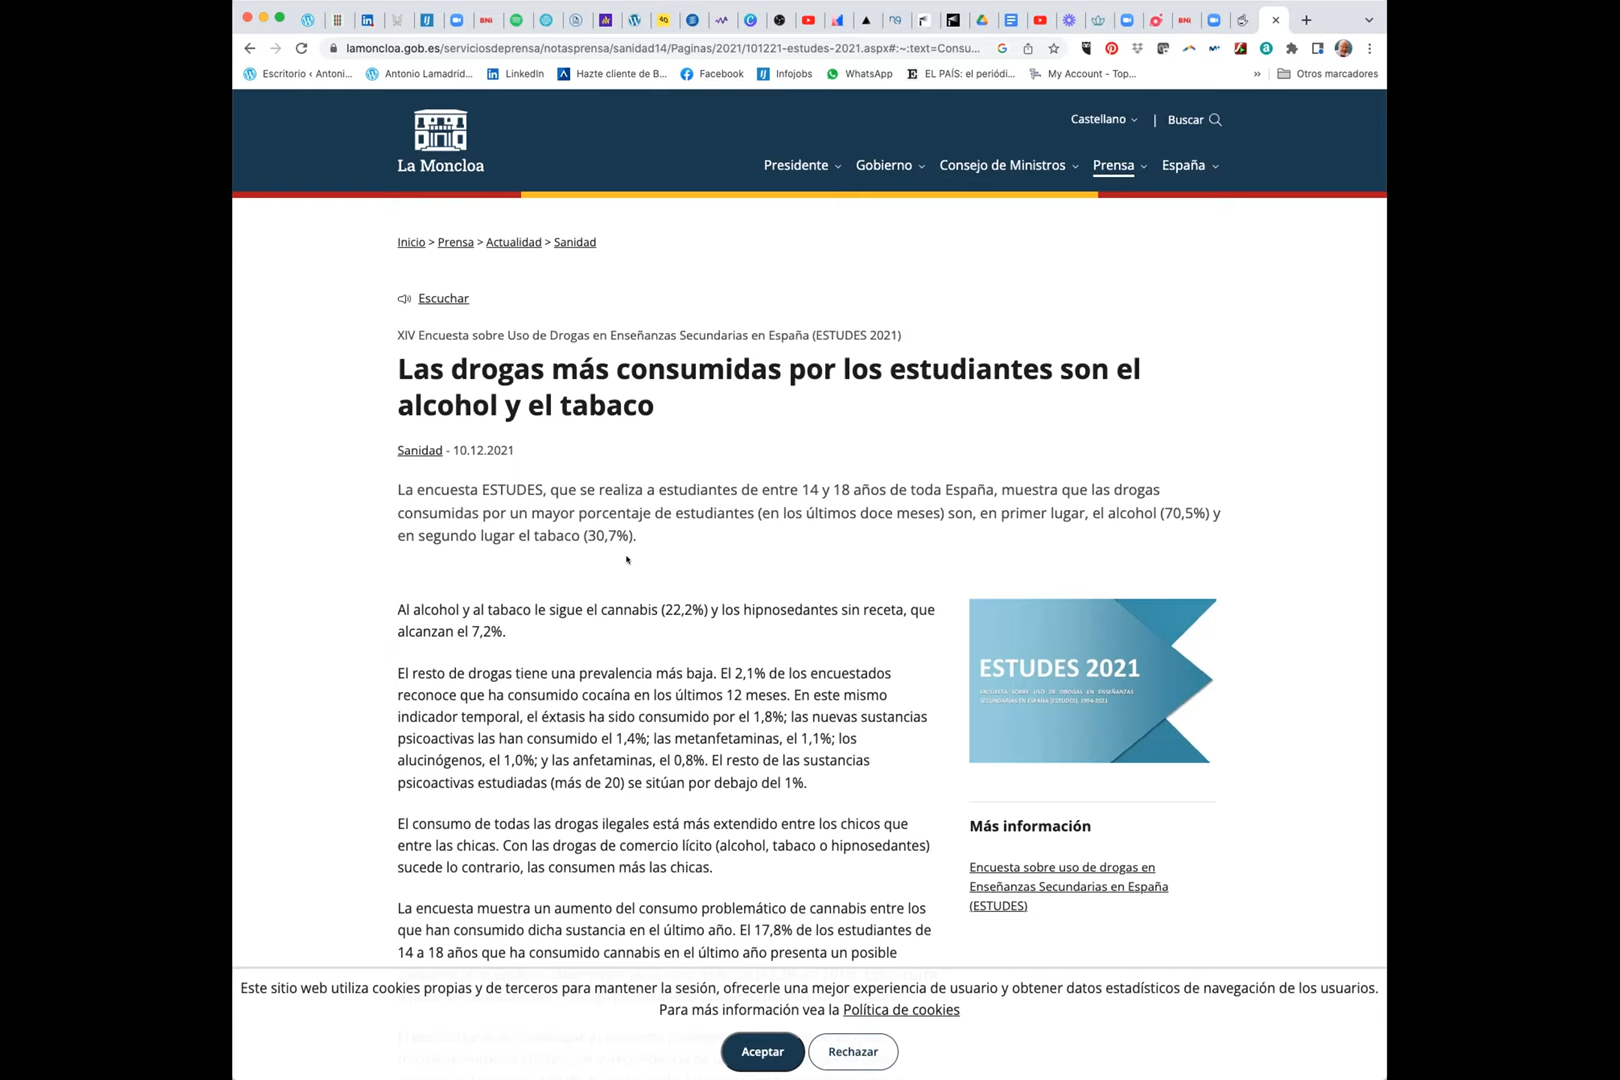 lamoncloa.gob.es/serviciosdeprensa/notasprensa/sanidad14/Paginas/2021/101221-estudes-2021.aspx#:~:text=Consu...
Escritorio ‹ Antoni...
Antonio Lamadrid...
LinkedIn
Hazte cliente de B...
Facebook
Infojobs
WhatsApp
EL PAÍS: el periódi...
My Account - Top...
»
Otros marcadores
La Moncloa
Castellano
| Buscar
Presidente
Gobierno
Consejo de Ministros
Prensa
España
Inicio > Prensa > Actualidad > Sanidad
Escuchar
XIV Encuesta sobre Uso de Drogas en Enseñanzas Secundarias en España (ESTUDES 2021)
Las drogas más consumidas por los estudiantes son el
alcohol y el tabaco
Sanidad - 10.12.2021
La encuesta ESTUDES, que se realiza a estudiantes de entre 14 y 18 años de toda España, muestra que las drogas
consumidas por un mayor porcentaje de estudiantes (en los últimos doce meses) son, en primer lugar, el alcohol (70,5%) y
en segundo lugar el tabaco (30,7%).
Al alcohol y al tabaco le sigue el cannabis (22,2%) y los hipnosedantes sin receta, que
alcanzan el 7,2%.
El resto de drogas tiene una prevalencia más baja. El 2,1% de los encuestados
reconoce que ha consumido cocaína en los últimos 12 meses. En este mismo
indicador temporal, el éxtasis ha sido consumido por el 1,8%; las nuevas sustancias
psicoactivas las han consumido el 1,4%; las metanfetaminas, el 1,1%; los
alucinógenos, el 1,0%; y las anfetaminas, el 0,8%. El resto de las sustancias
psicoactivas estudiadas (más de 20) se sitúan por debajo del 1%.
El consumo de todas las drogas ilegales está más extendido entre los chicos que
entre las chicas. Con las drogas de comercio lícito (alcohol, tabaco o hipnosedantes)
sucede lo contrario, las consumen más las chicas.
La encuesta muestra un aumento del consumo problemático de cannabis entre los
que han consumido dicha sustancia en el último año. El 17,8% de los estudiantes de
14 a 18 años que ha consumido cannabis en el último año presenta un posible
ESTUDES 2021
ENCUESTA SOBRE USO DE DROGAS EN ENSEÑANZAS
SECUNDARIAS EN ESPAÑA (ESTUDES), 1994-2021
Más información
Encuesta sobre uso de drogas en
Enseñanzas Secundarias en España
(ESTUDES)
Este sitio web utiliza cookies propias y de terceros para mantener la sesión, ofrecerle una mejor experiencia de usuario y obtener datos estadísticos de navegación de los usuarios.
Para más información vea la Política de cookies
Aceptar
Rechazar